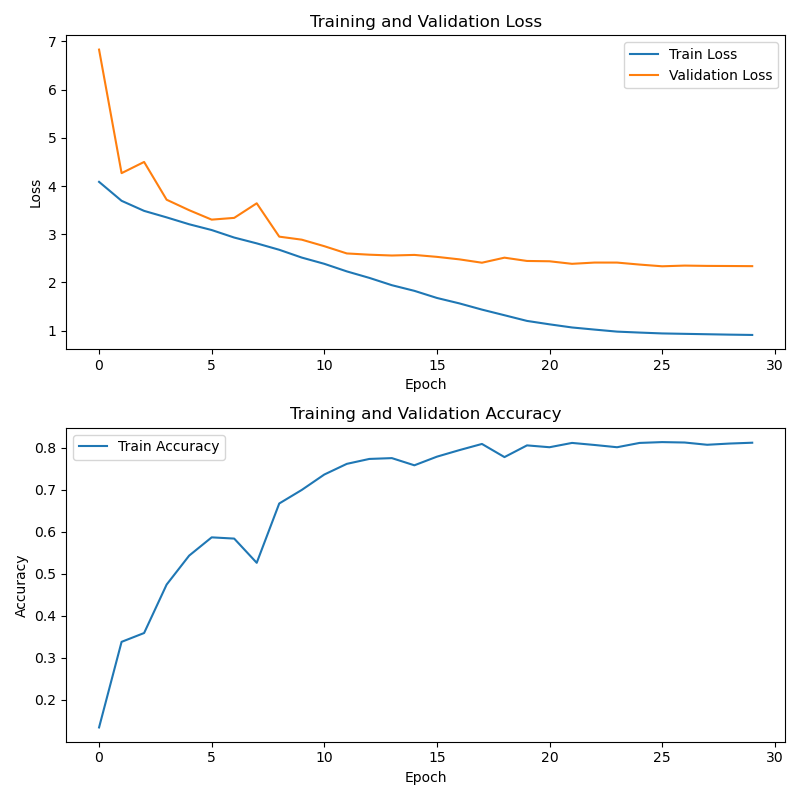 Training and Validation Loss
7
6
5
4
3
2
1
Loss
Train Loss
Validation Loss
0 5 10 15 20 25 30
Epoch
Training and Validation Accuracy
0.8
0.7
0.6
0.5
0.4
0.3
0.2
Accuracy
Train Accuracy
0 5 10 15 20 25 30
Epoch